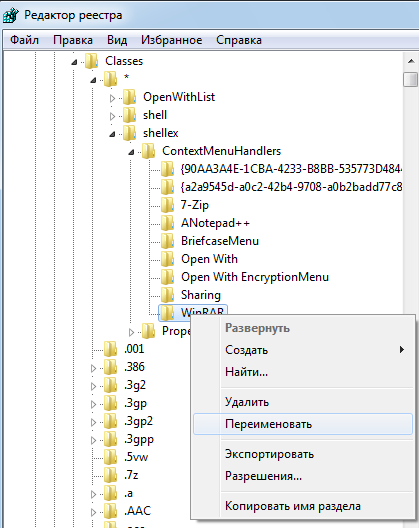 Редактор реестра
Файл Правка Вид Избранное Справка
Classes
*
OpenWithList
shell
shellex
ContextMenuHandlers
{90AA3A4E-1CBA-4233-B8BB-535773D484
{a2a9545d-a0c2-42b4-9708-a0b2badd77c8
7-Zip
ANotepad++
BriefcaseMenu
Open With
Open With EncryptionMenu
Sharing
WinRAR
Prope
.001
.386
.3g2
.3gp
.3gp2
.3gpp
.5vw
.7z
.a
.AAC
Развернуть
Создать
Найти...
Удалить
Переименовать
Экспортировать
Разрешения...
Копировать имя раздела